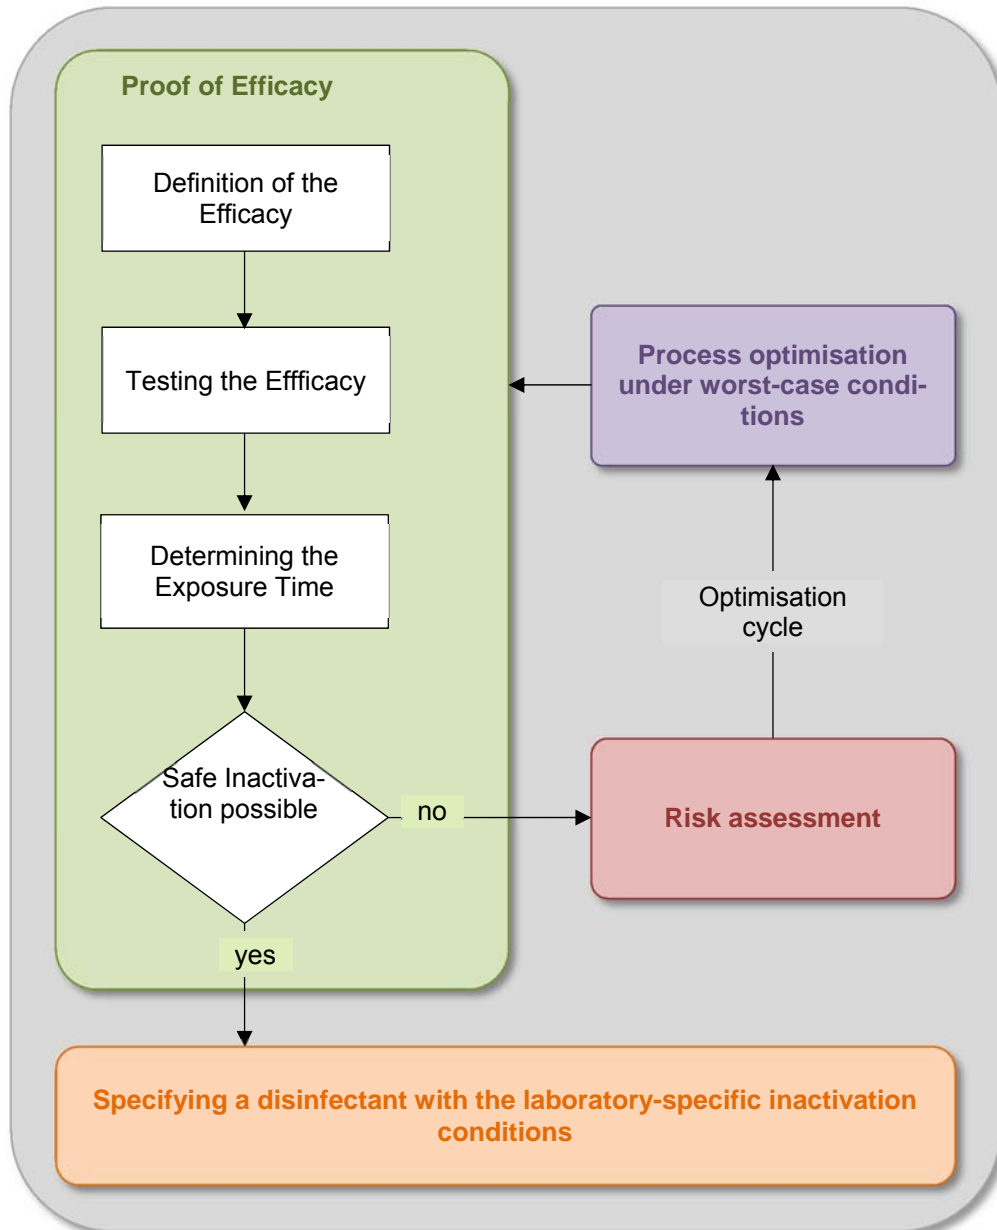 Proof of Efficacy
Definition of the
Efficacy
Testing the Effficacy
Determining the
Exposure Time
Safe Inactiva-
tion possible
no
yes
Process optimisation
under worst-case condi-
tions
Optimisation
cycle
Risk assessment
Specifying a disinfectant with the laboratory-specific inactivation
conditions